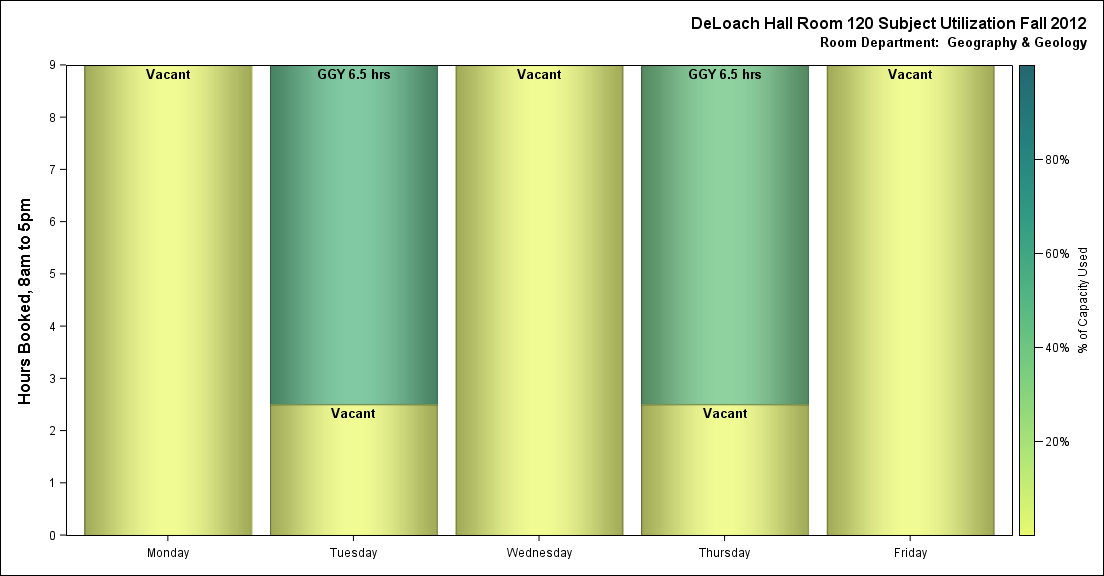 DeLoach Hall Room 120 Subject Utilization Fall 2012
Room Department:  Geography & Geology
Hours Booked, 8am to 5pm
9
8
7
6
5
4
3
2
1
0
Vacant
GGY 6.5 hrs
Vacant
GGY 6.5 hrs
Vacant
Vacant
Vacant
Monday
Tuesday
Wednesday
Thursday
Friday
80%
60%
40%
20%
% of Capacity Used